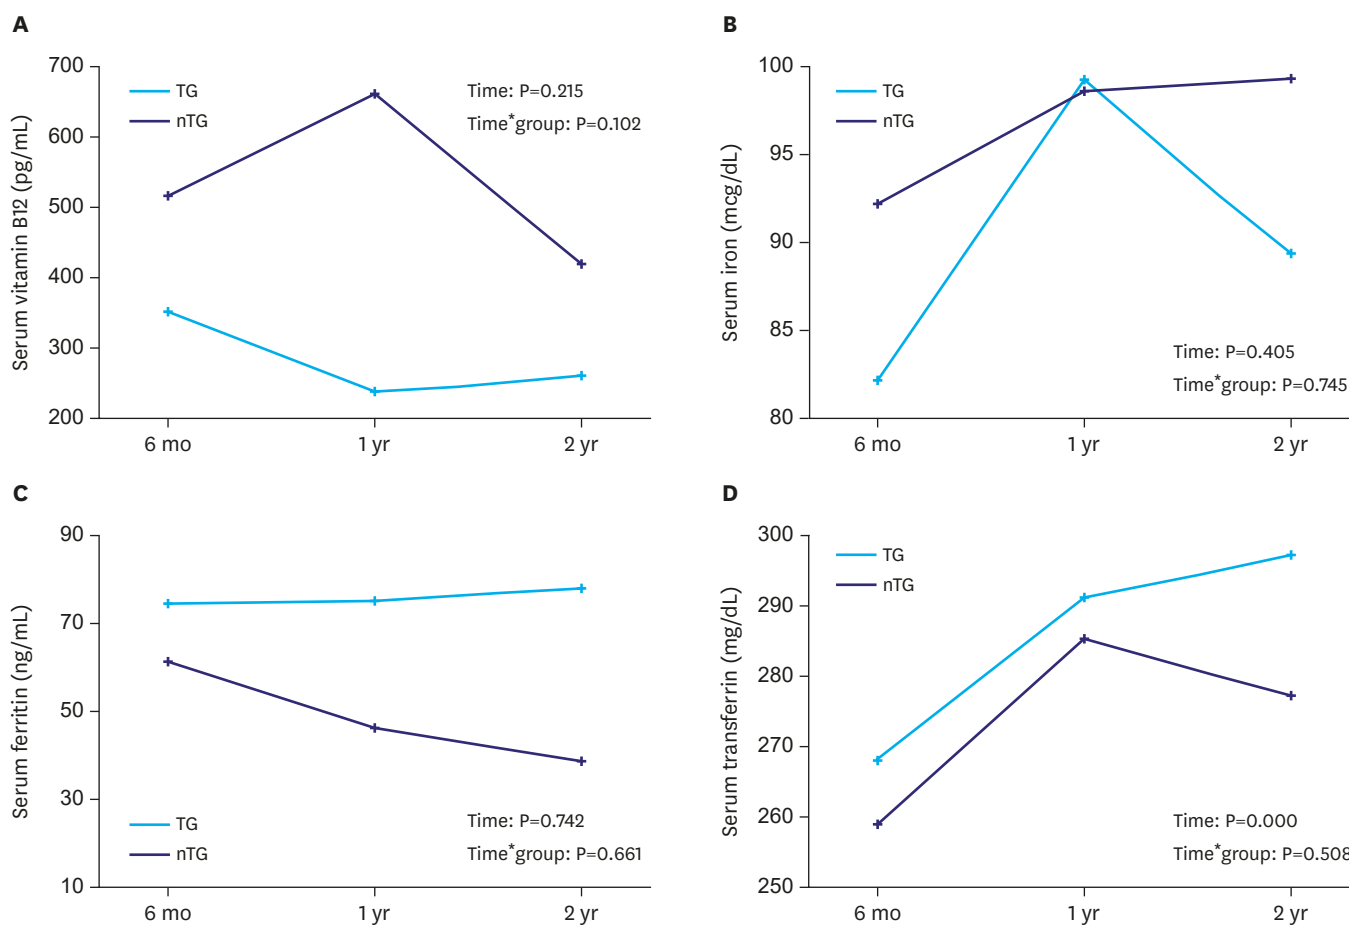 A
Serum vitamin B12 (pg/mL)
700
600
500
400
300
200
TG
nTG
Time: P=0.215
Time*group: P=0.102
6 mo
1 yr
2 yr
B
Serum iron (mcg/dL)
100
95
90
85
80
TG
nTG
Time: P=0.405
Time*group: P=0.745
6 mo
1 yr
2 yr
C
Serum ferritin (ng/mL)
90
70
50
30
10
TG
nTG
Time: P=0.742
Time*group: P=0.661
6 mo
1 yr
2 yr
D
Serum transferrin (mg/dL)
300
290
280
270
260
250
TG
nTG
Time: P=0.000
Time*group: P=0.508
6 mo
1 yr
2 yr